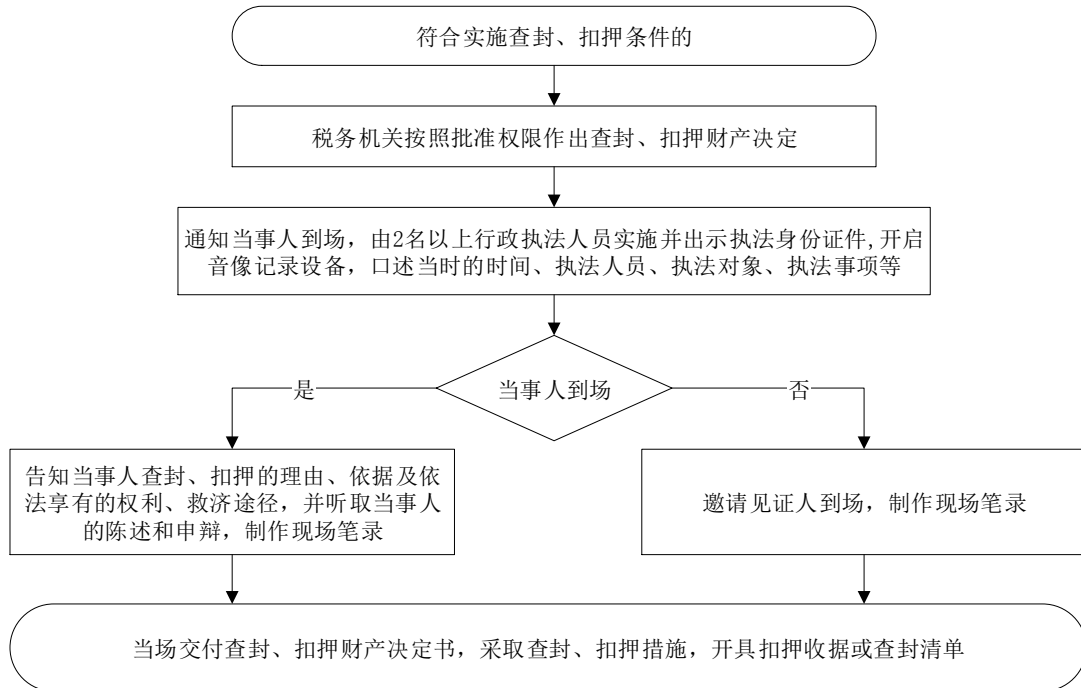 符合实施查封、扣押条件的
税务机关按照批准权限作出查封、扣押财产决定
通知当事人到场，由2名以上行政执法人员实施并出示执法身份证件,开启
音像记录设备，口述当时的时间、执法人员、执法对象、执法事项等
当事人到场
是
否
告知当事人查封、扣押的理由、依据及依
法享有的权利、救济途径，并听取当事人
的陈述和申辩，制作现场笔录
邀请见证人到场，制作现场笔录
当场交付查封、扣押财产决定书，采取查封、扣押措施，开具扣押收据或查封清单